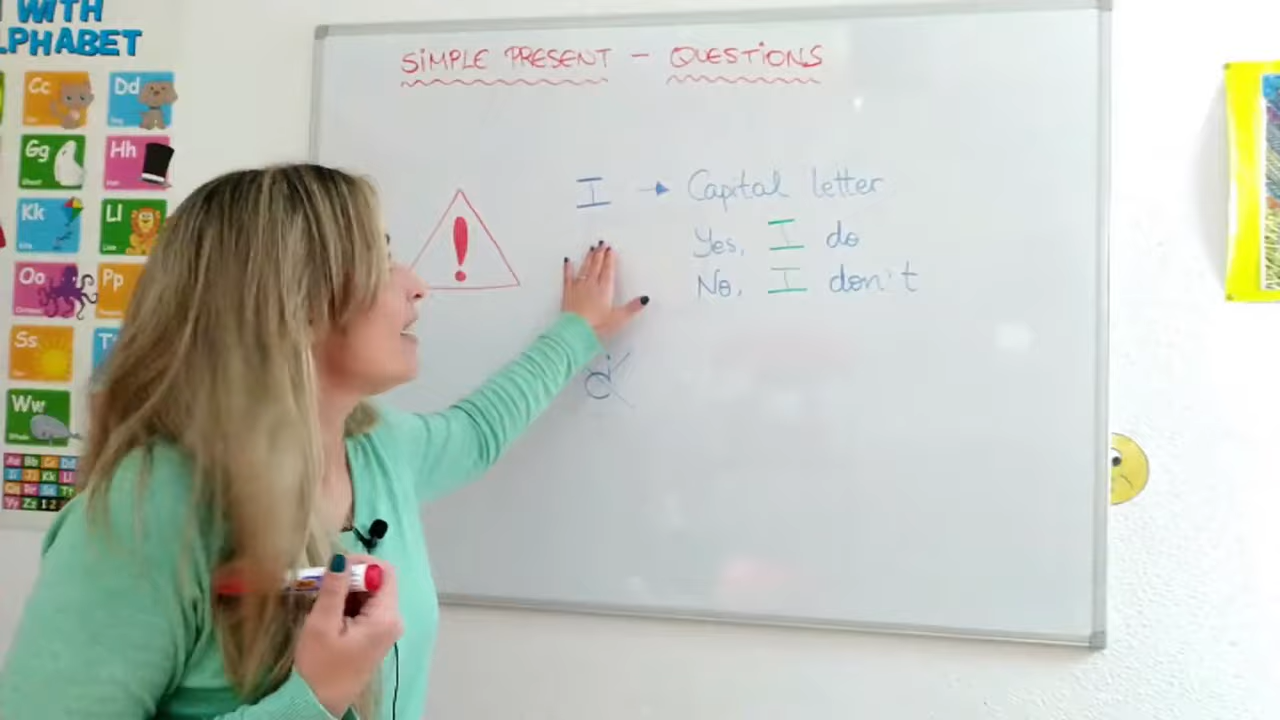 WITH
LPHABET
Cc
Dd
Gg
Hh
Kk
Ll
Oo
Pp
Ss
T
Ww
SiMPLE PRESENT - QUESTiONS
!
I → Capital letter
Yes, I do
No, I don't